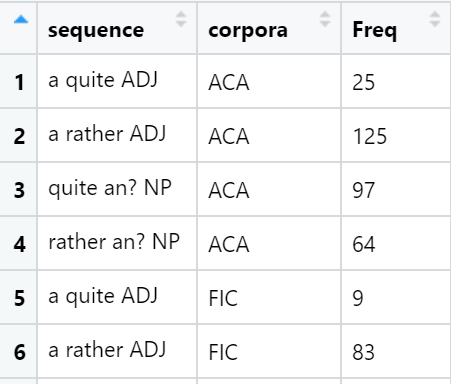 sequence corpora Freq
1 a quite ADJ ACA 25
2 a rather ADJ ACA 125
3 quite an? NP ACA 97
4 rather an? NP ACA 64
5 a quite ADJ FIC 9
6 a rather ADJ FIC 83